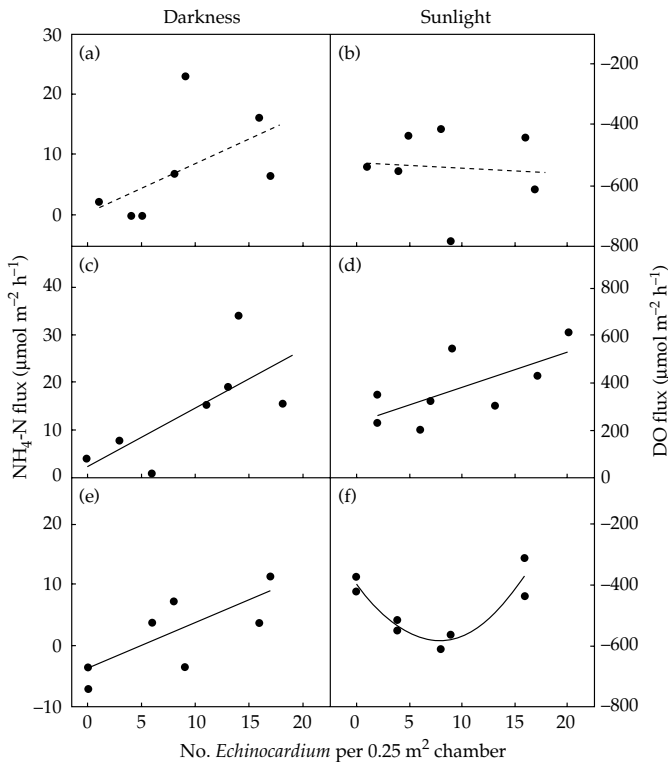 Darkness Sunlight
30 (a) (b) −200
20
−400
10
−600
0
−800
(c) (d)
40 800
30 600
20 400
10 200
0 0
(e) (f)
20 −200
10 −400
0 −600
−10 −800
0 5 10 15 20 0 5 10 15 20
NH₄-N flux (µmol m⁻² h⁻¹)
DO flux (µmol m⁻² h⁻¹)
No. Echinocardium per 0.25 m² chamber